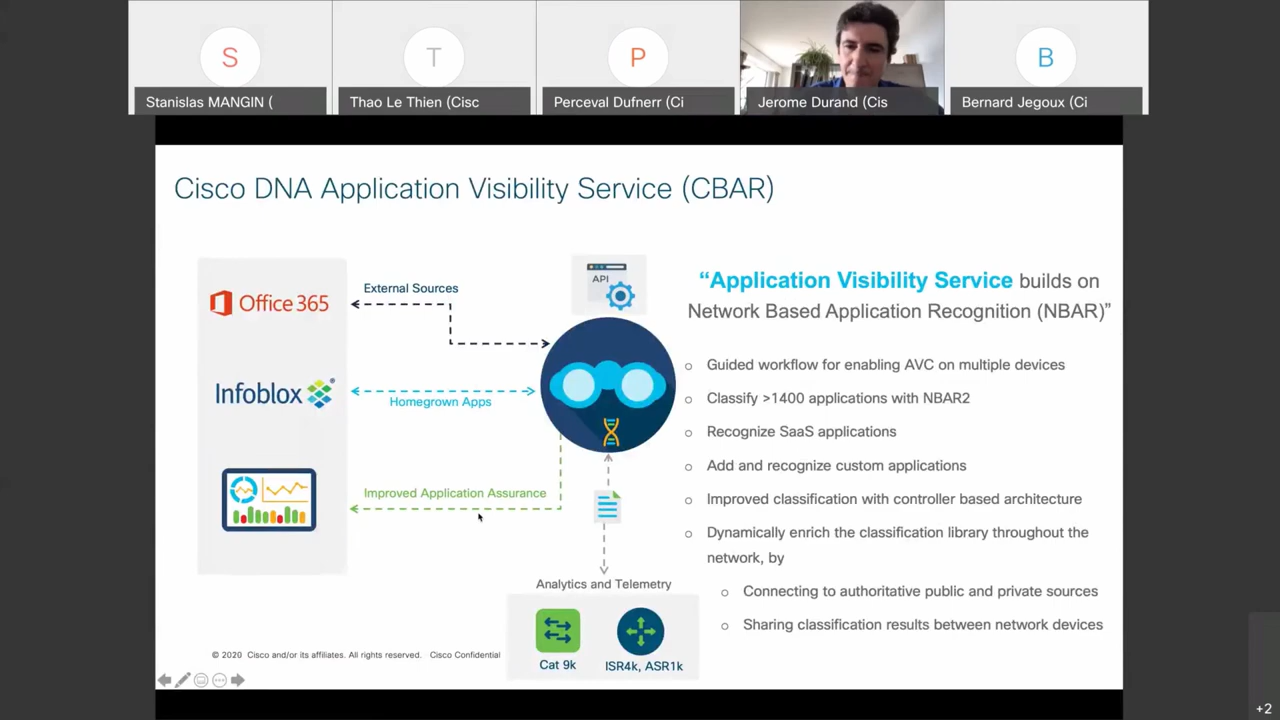 S
T
P
B
Stanislas MANGIN (
Thao Le Thien (Cisc
Perceval Dufnerr (Ci
Jerome Durand (Cis
Bernard Jegoux (Ci
Cisco DNA Application Visibility Service (CBAR)
Office 365
Infoblox
External Sources
Homegrown Apps
Improved Application Assurance
API
Analytics and Telemetry
Cat 9k
ISR4k, ASR1k
“Application Visibility Service builds on
Network Based Application Recognition (NBAR)”
Guided workflow for enabling AVC on multiple devices
Classify >1400 applications with NBAR2
Recognize SaaS applications
Add and recognize custom applications
Improved classification with controller based architecture
Dynamically enrich the classification library throughout the
network, by
Connecting to authoritative public and private sources
Sharing classification results between network devices
© 2020 Cisco and/or its affiliates. All rights reserved. Cisco Confidential
+2